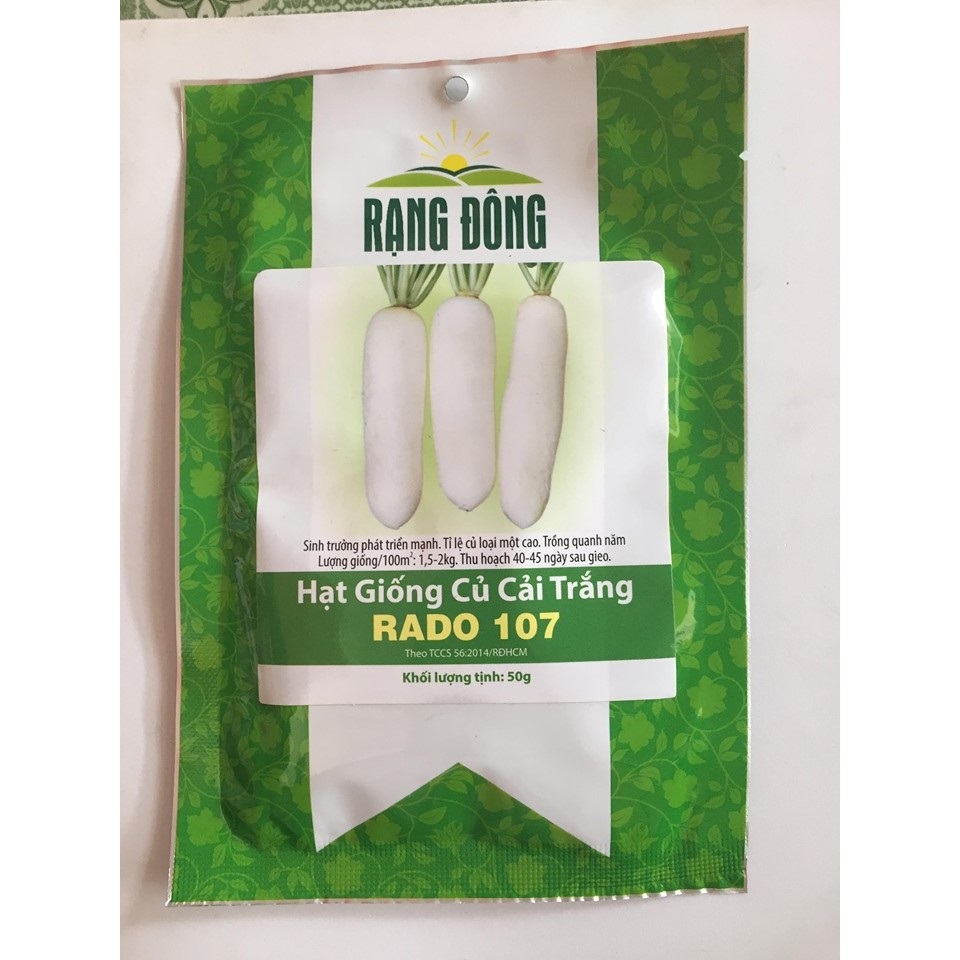 RẠNG ĐÔNG
Sinh trưởng phát triển mạnh. Tỉ lệ củ loại một cao. Trồng quanh năm
Lượng giống/100m²: 1,5-2kg. Thu hoạch 40-45 ngày sau gieo.
Hạt Giống Củ Cải Trắng
RADO 107
Theo TCCS 56:2014/RĐHCM
Khối lượng tịnh: 50g